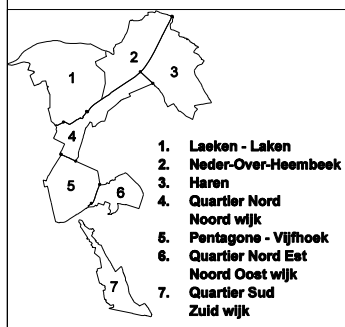 2
1
3
4
5
6
7
1. Laeken - Laken
2. Neder-Over-Heembeek
3. Haren
4. Quartier Nord
Noord wijk
5. Pentagone - Vijfhoek
6. Quartier Nord Est
Noord Oost wijk
7. Quartier Sud
Zuid wijk